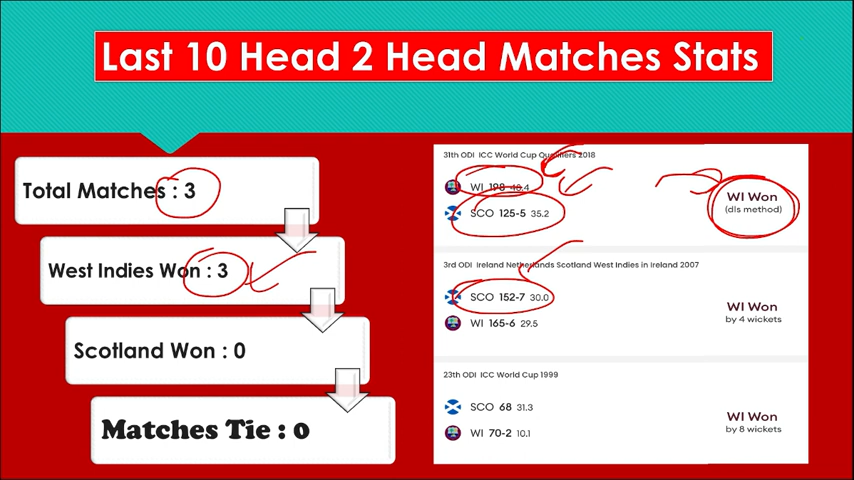 Last 10 Head 2 Head Matches Stats
Total Matches : 3
West Indies Won : 3
Scotland Won : 0
Matches Tie : 0
31th ODI ICC World Cup Qualifiers 2018
WI 198 48.4
SCO 125-5 35.2
WI Won
(dls method)
3rd ODI Ireland Netherlands Scotland West Indies in Ireland 2007
SCO 152-7 30.0
WI 165-6 29.5
WI Won
by 4 wickets
23th ODI ICC World Cup 1999
SCO 68 31.3
WI 70-2 10.1
WI Won
by 8 wickets